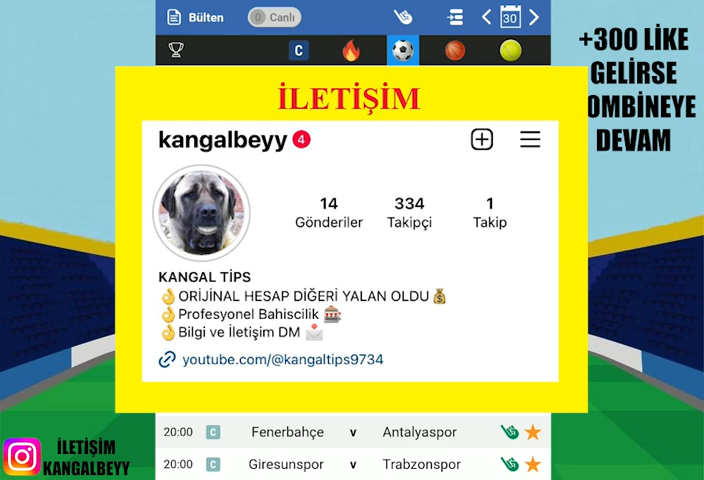 Bülten
0 Canlı
30
C
+300 LİKE
GELİRSE
OMBİNEYE
DEVAM
İLETİŞİM
kangalbeyy 4
14 334 1
Gönderiler Takipçi Takip
KANGAL TİPS
👌ORİJİNAL HESAP DİĞERİ YALAN OLDU💰
👌Profesyonel Bahiscilik 🎰
👌Bilgi ve İletişim DM 📩
youtube.com/@kangaltips9734
20:00 C Fenerbahçe v Antalyaspor
20:00 C Giresunspor v Trabzonspor
İLETİŞİM
KANGALBEYY